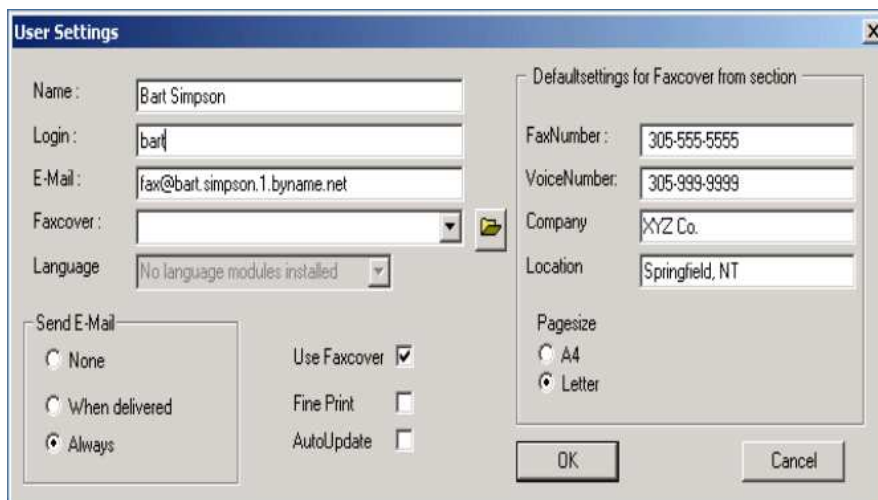 User Settings
Name :
Bart Simpson
Login :
bart
E-Mail :
fax@bart.simpson.1.byname.net
Faxcover :
Language
No language modules installed
Send E-Mail
None
When delivered
Always
Use Faxcover
Fine Print
AutoUpdate
Defaultsettings for Faxcover from section
FaxNumber :
305-555-5555
VoiceNumber:
305-999-9999
Company
XYZ Co.
Location
Springfield, NT
Pagesize
A4
Letter
OK
Cancel